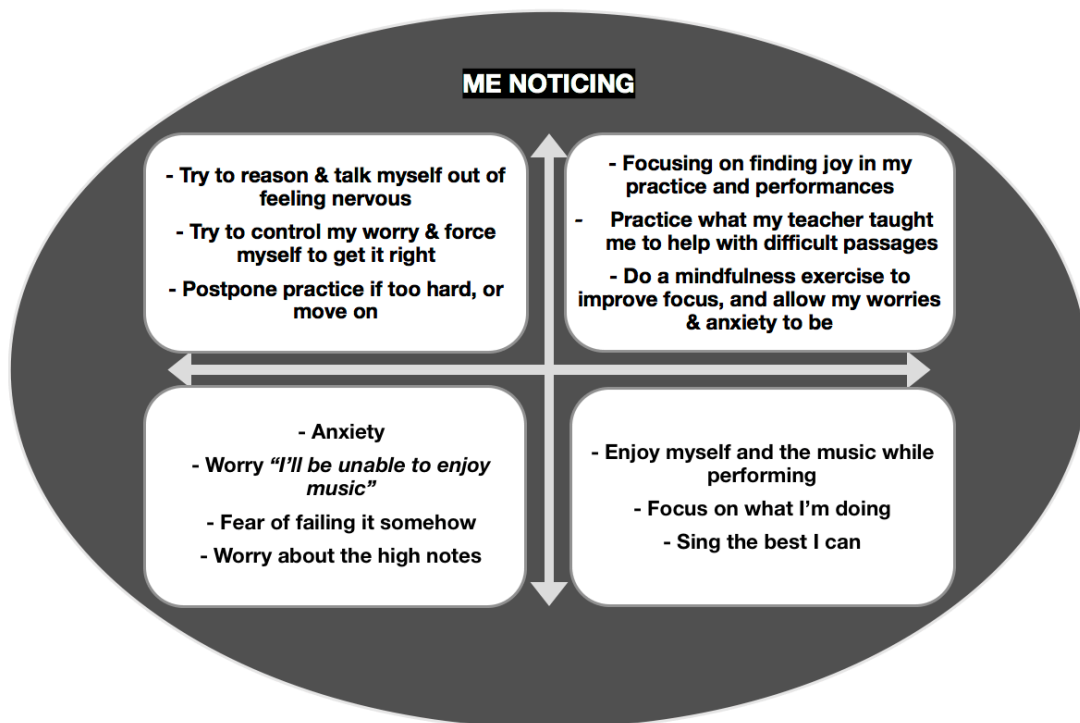 ME NOTICING
- Try to reason & talk myself out of
feeling nervous
- Try to control my worry & force
myself to get it right
- Postpone practice if too hard, or
move on
- Focusing on finding joy in my
practice and performances
- Practice what my teacher taught
me to help with difficult passages
- Do a mindfulness exercise to
improve focus, and allow my worries
& anxiety to be
- Anxiety
- Worry “I’ll be unable to enjoy
music”
- Fear of failing it somehow
- Worry about the high notes
- Enjoy myself and the music while
performing
- Focus on what I’m doing
- Sing the best I can